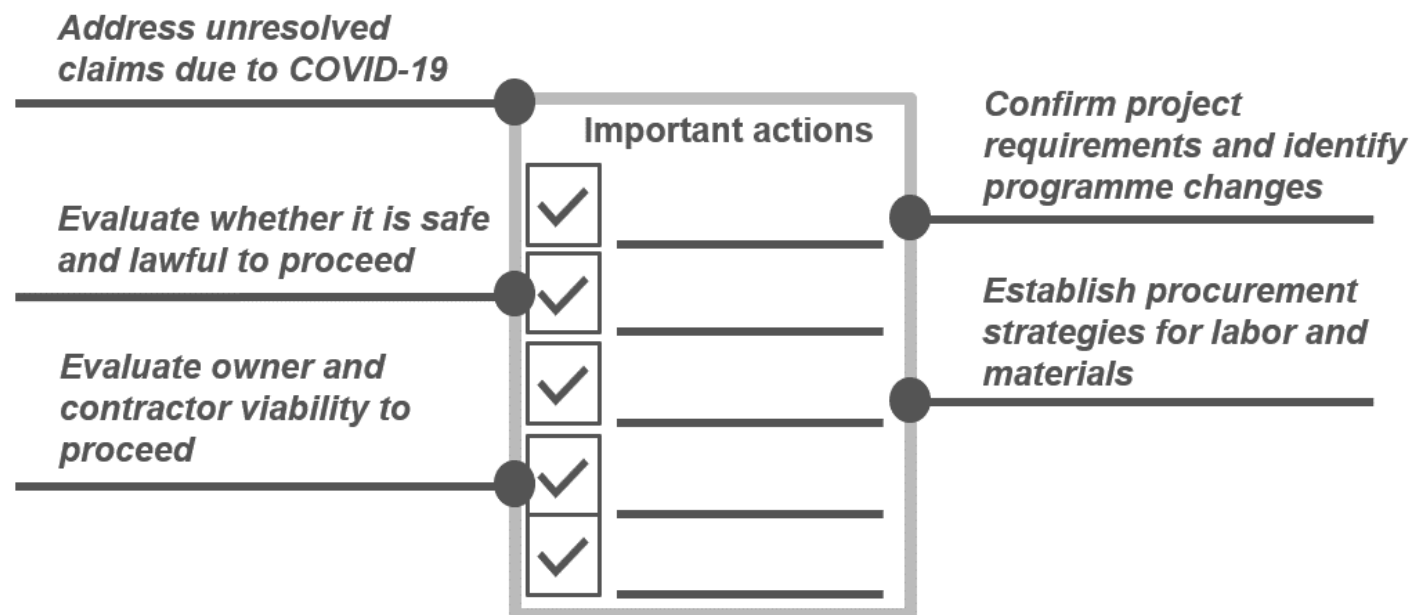 Address unresolved
claims due to COVID-19
Evaluate whether it is safe
and lawful to proceed
Evaluate owner and
contractor viability to
proceed
Important actions
Confirm project
requirements and identify
programme changes
Establish procurement
strategies for labor and
materials